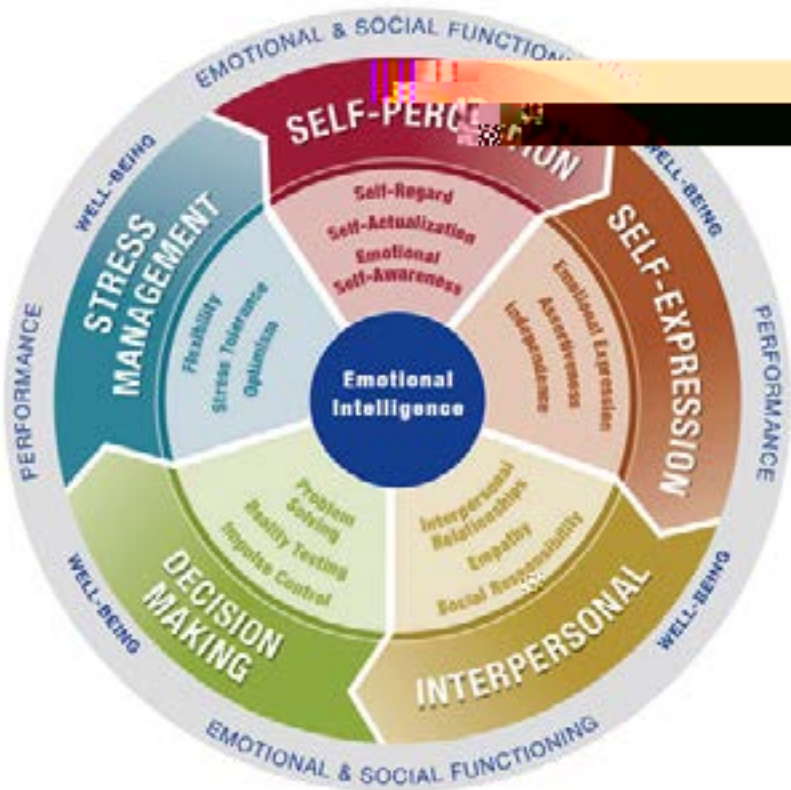 EMOTIONAL & SOCIAL
WELL-BEING
WELL-BEING
STRESS
MANAGEMENT
SELF-EXPRESSION
Self-Regard
Self-Actualization
Emotional
Self-Awareness
Flexibility
Stress Tolerance
Optimism
Emotional Expression
Assertiveness
Independence
PERFORMANCE
PERFORMANCE
Emotional
Intelligence
Problem
Solving
Reality Testing
Impulse Control
Interpersonal
Relationships
Empathy
Social Responsibility
DECISION
MAKING
INTERPERSONAL
WELL-BEING
WELL-BEING
EMOTIONAL & SOCIAL FUNCTIONING